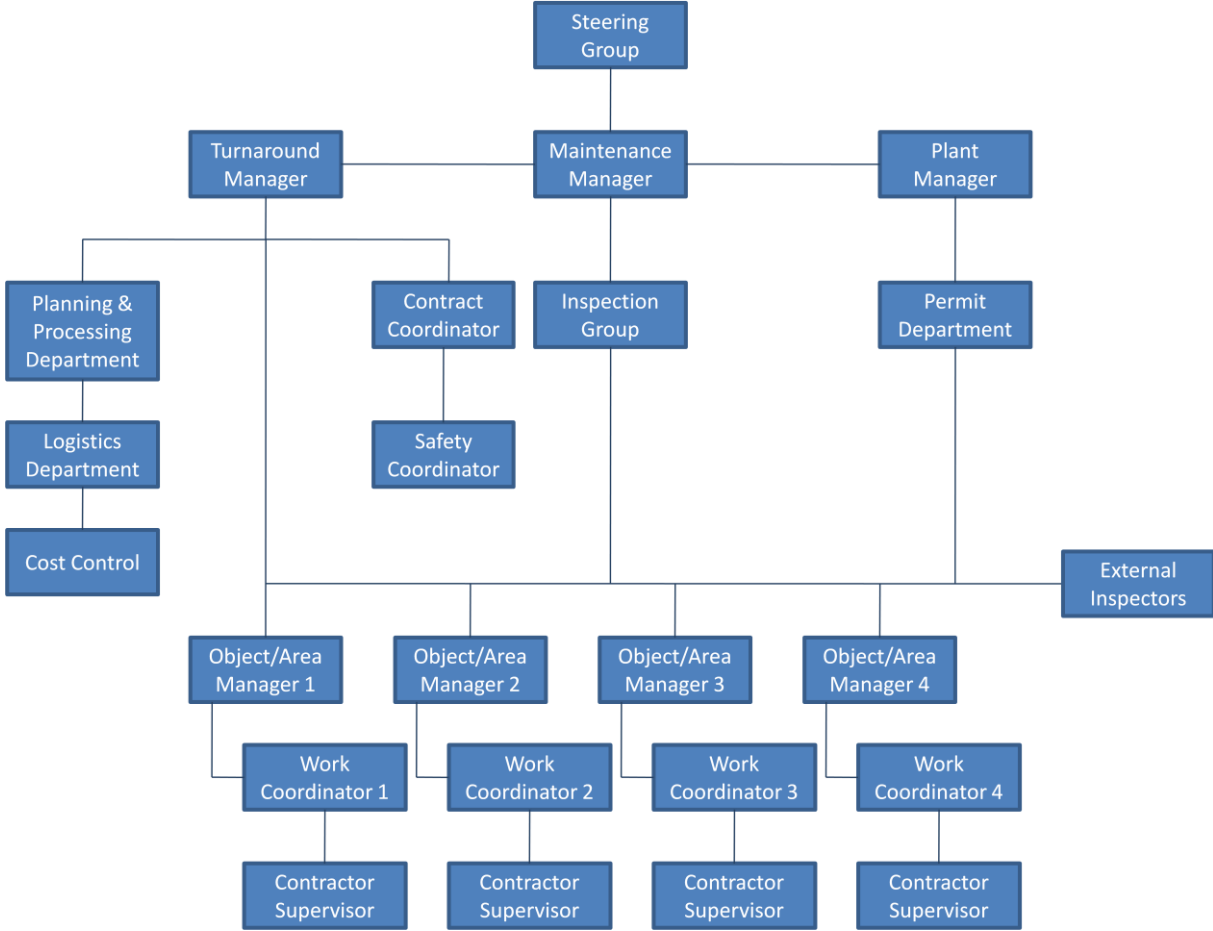 Steering
Group
Turnaround
Manager
Maintenance
Manager
Plant
Manager
Planning &
Processing
Department
Contract
Coordinator
Inspection
Group
Permit
Department
Logistics
Department
Safety
Coordinator
Cost Control
External
Inspectors
Object/Area
Manager 1
Object/Area
Manager 2
Object/Area
Manager 3
Object/Area
Manager 4
Work
Coordinator 1
Work
Coordinator 2
Work
Coordinator 3
Work
Coordinator 4
Contractor
Supervisor
Contractor
Supervisor
Contractor
Supervisor
Contractor
Supervisor